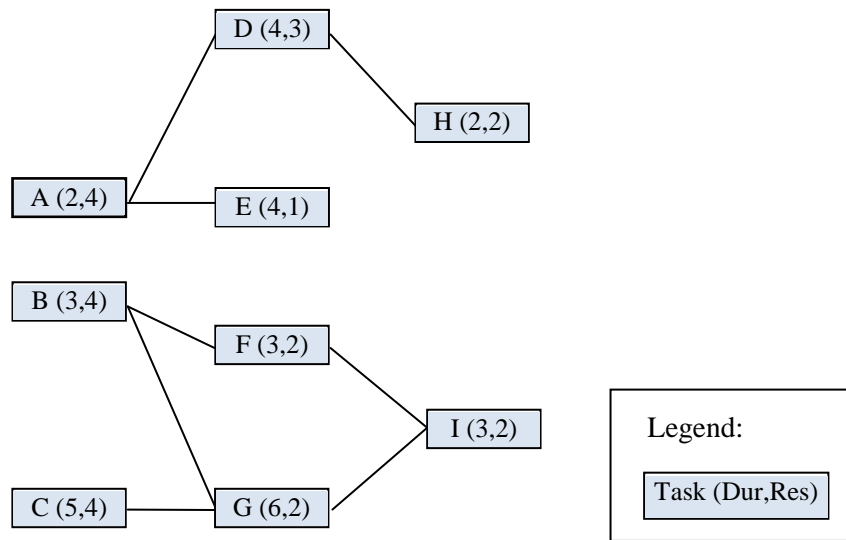 D (4,3)
H (2,2)
A (2,4)
E (4,1)
B (3,4)
F (3,2)
I (3,2)
Legend:
Task (Dur,Res)
C (5,4)
G (6,2)